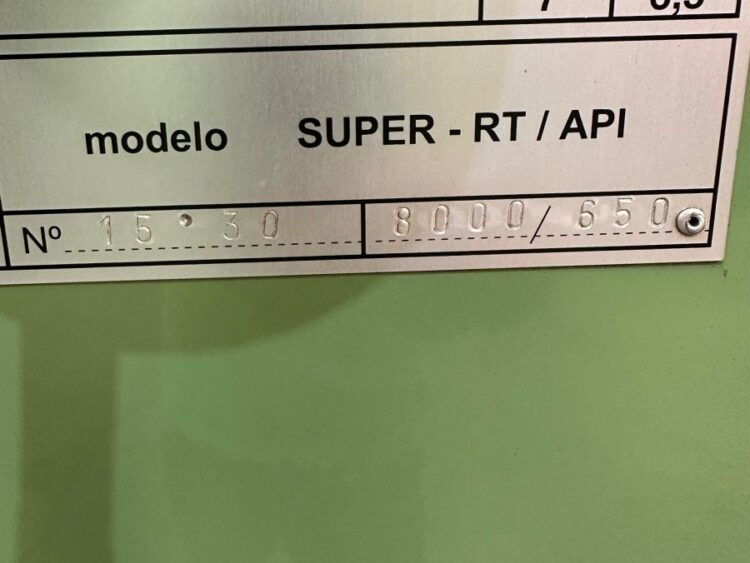 modelo SUPER - RT / API
Nº 15•30 8000/650